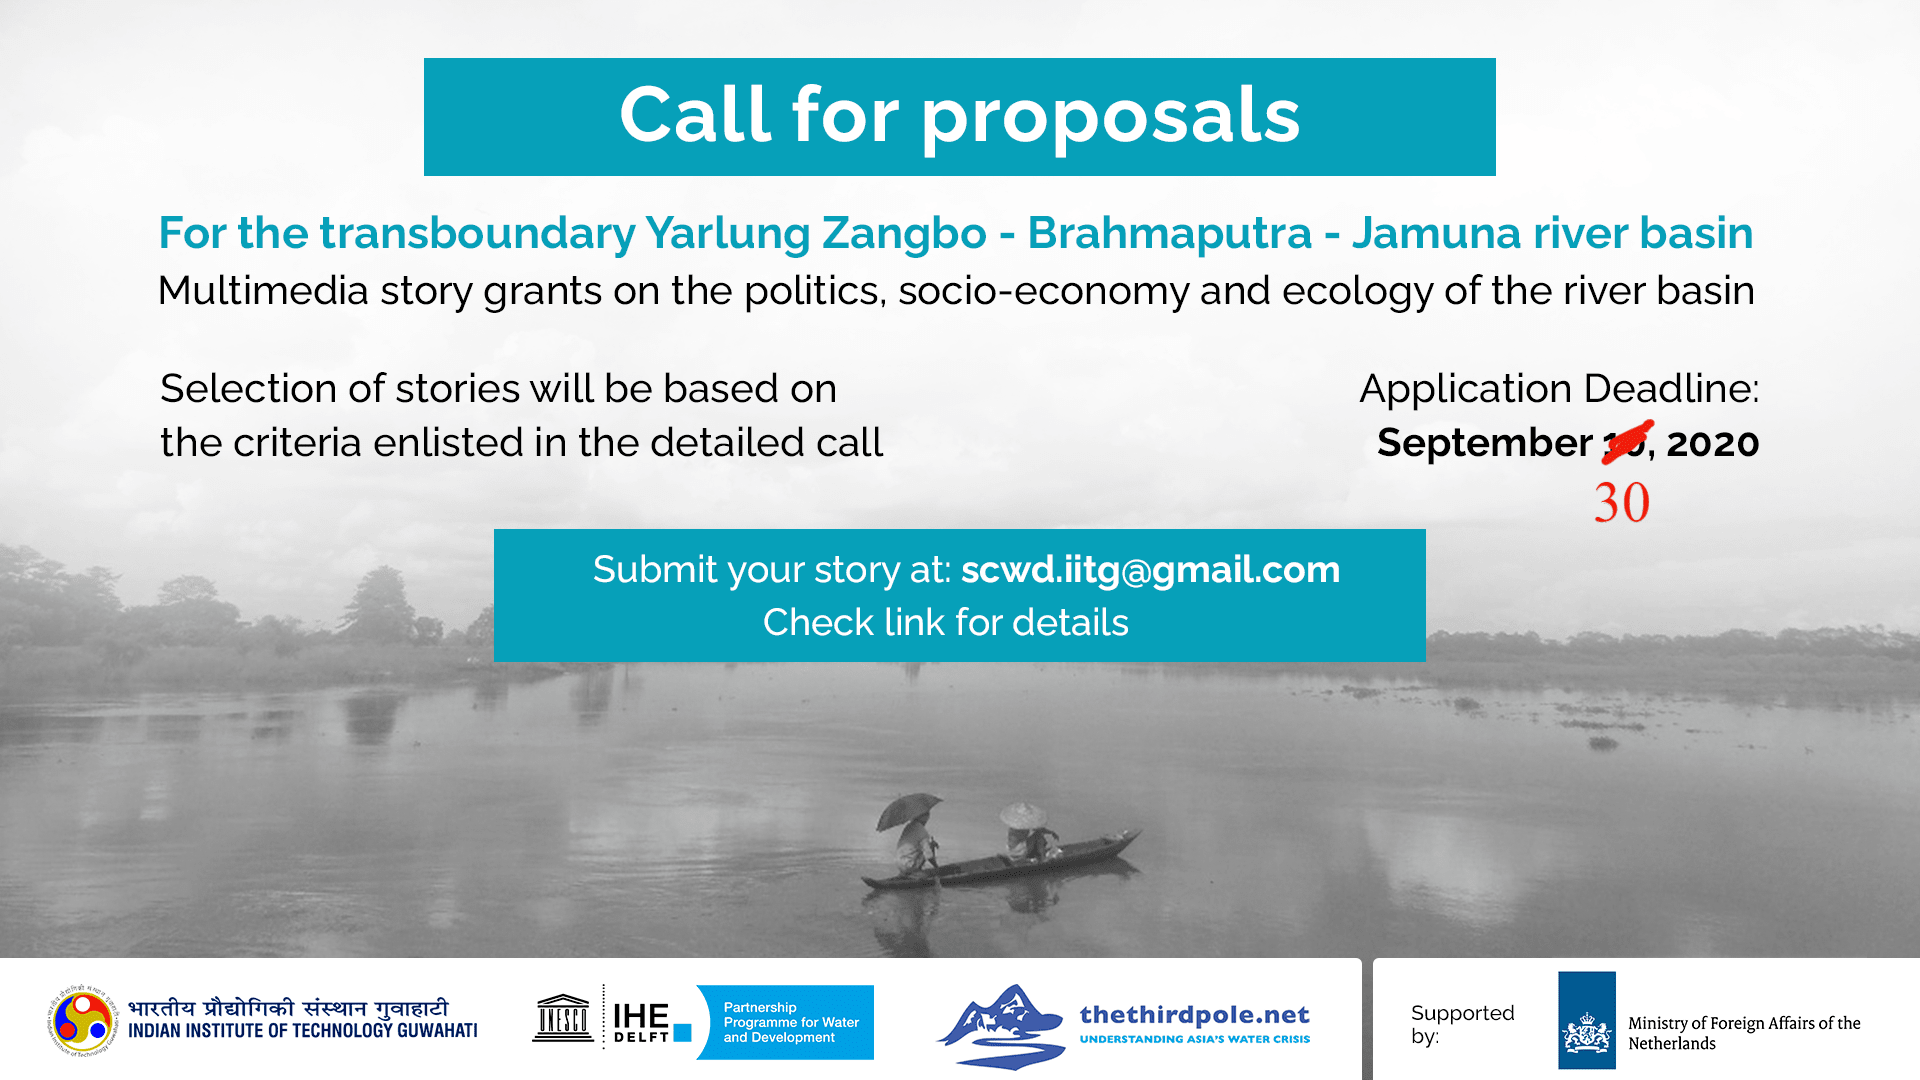 Call for proposals
For the transboundary Yarlung Zangbo - Brahmaputra - Jamuna river basin
Multimedia story grants on the politics, socio-economy and ecology of the river basin
Selection of stories will be based on
the criteria enlisted in the detailed call
Application Deadline:
September , 2020
30
Submit your story at: scwd.iitg@gmail.com
Check link for details
भारतीय प्रौद्योगिकी संस्थान गुवाहाटी
INDIAN INSTITUTE OF TECHNOLOGY GUWAHATI
UNESCO
IHE
DELFT
Partnership
Programme for Water
and Development
thethirdpole.net
UNDERSTANDING ASIA'S WATER CRISIS
Supported
by:
Ministry of Foreign Affairs of the
Netherlands